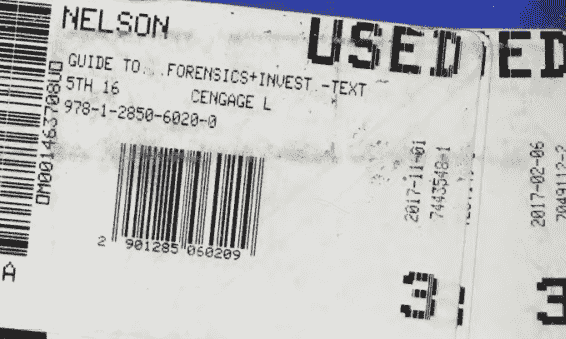 NELSON
USED
ED
GUIDE TO...FORENSICS+INVEST.-TEXT
5TH 16 CENGAGE L
978-1-2850-6020-0
2 901285 060209
A
2017-11-01
7443548-1
2017-02-06
3
3